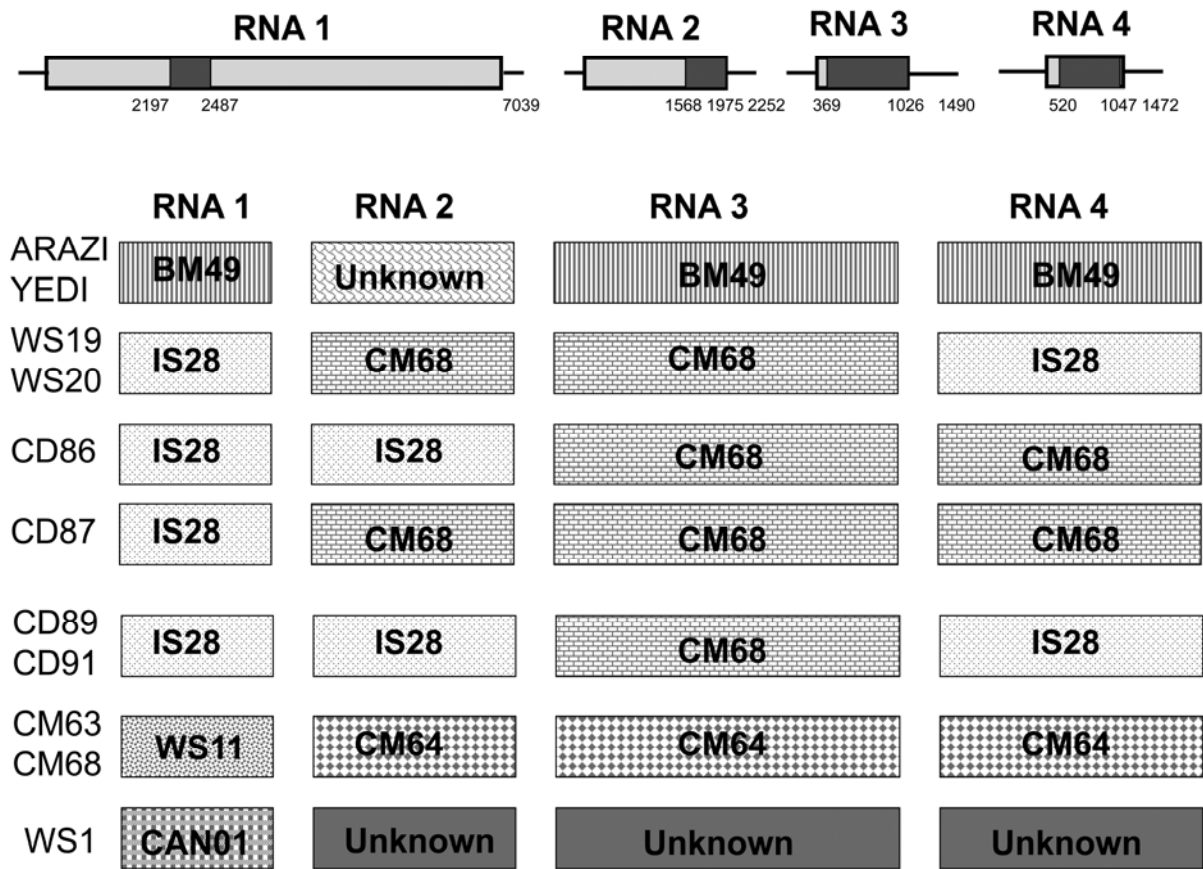 RNA 1 RNA 2 RNA 3 RNA 4
2197 2487 7039 1568 1975 2252 369 1026 1490 520 1047 1472
RNA 1 RNA 2 RNA 3 RNA 4
ARAZI
YEDI
BM49 Unknown BM49 BM49
WS19
WS20
IS28 CM68 CM68 IS28
CD86 IS28 IS28 CM68 CM68
CD87 IS28 CM68 CM68 CM68
CD89
CD91
IS28 IS28 CM68 IS28
CM63
CM68
WS11 CM64 CM64 CM64
WS1 CAN01 Unknown Unknown Unknown